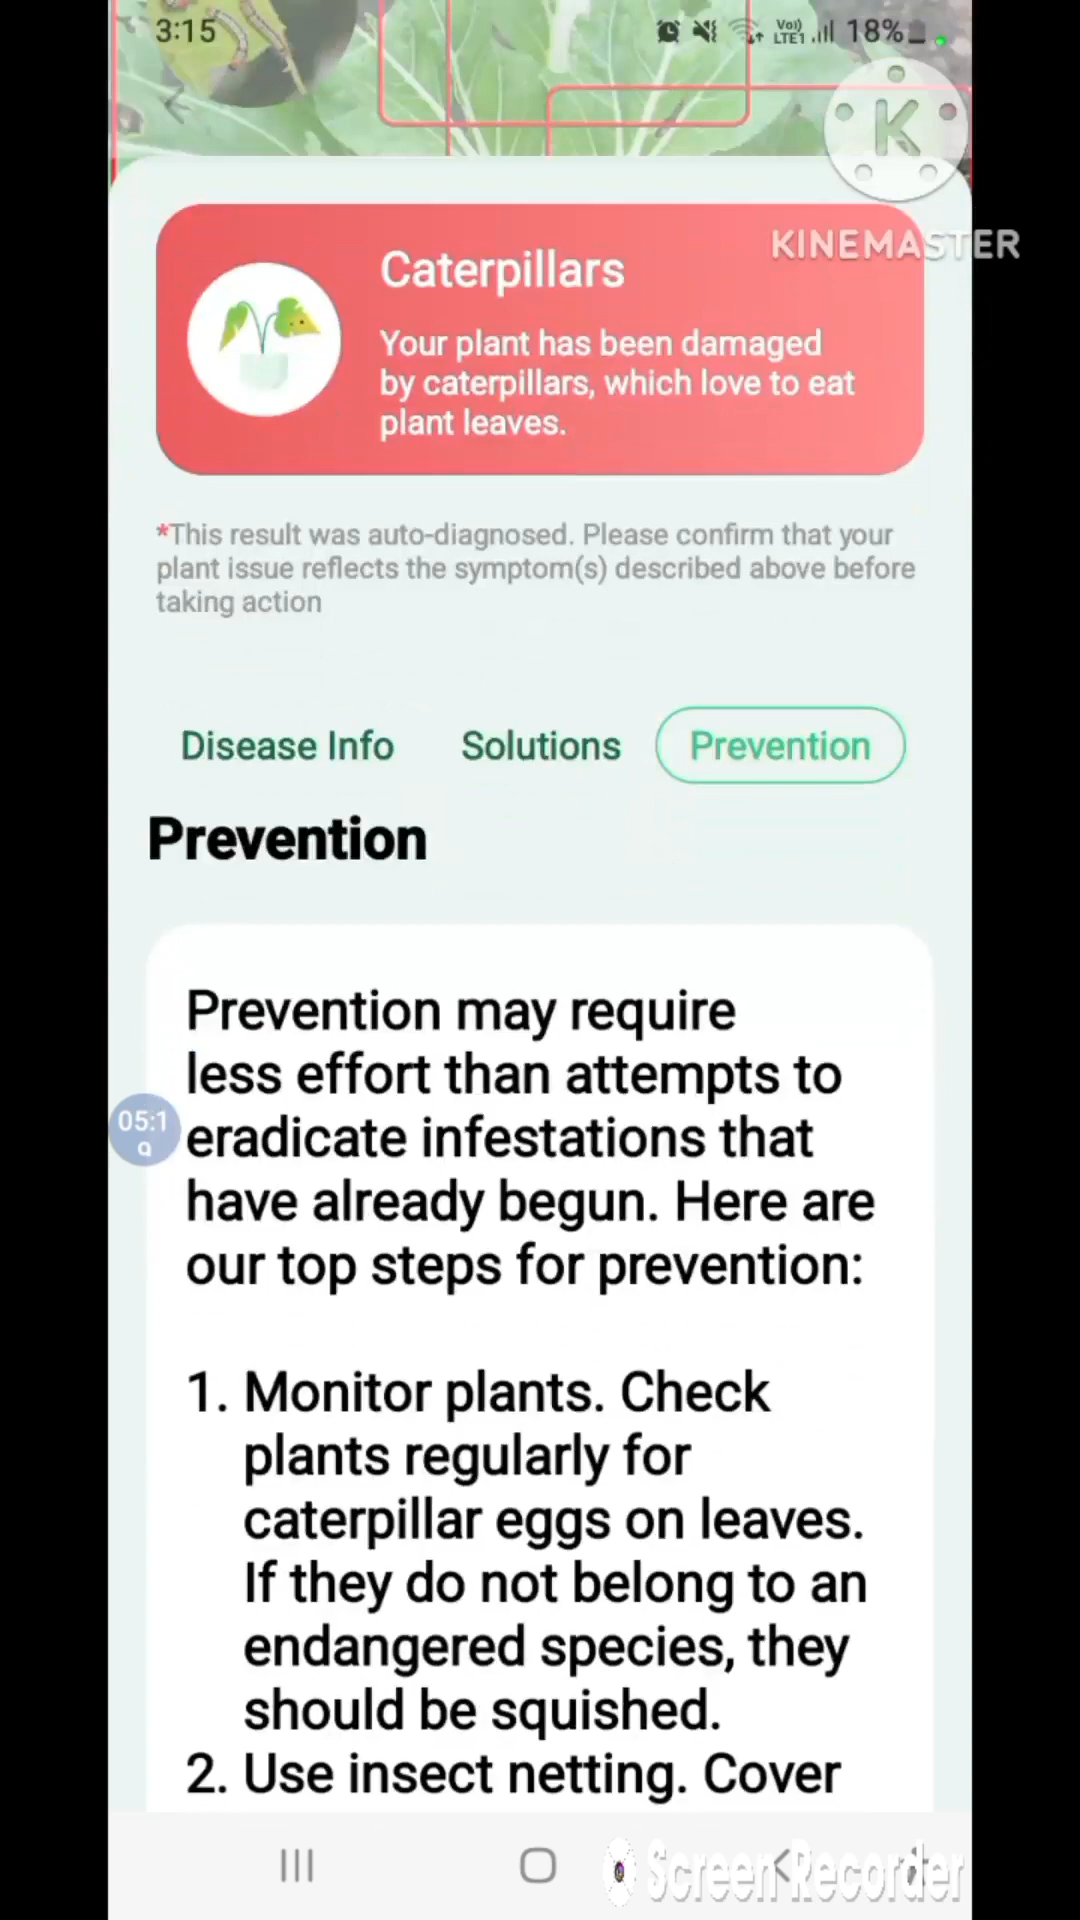 3:15
Vo))
LTE1
18%
K
KINEMASTER
Caterpillars
Your plant has been damaged
by caterpillars, which love to eat
plant leaves.
*This result was auto-diagnosed. Please confirm that your
plant issue reflects the symptom(s) described above before
taking action
Disease Info
Solutions
Prevention
Prevention
Prevention may require
less effort than attempts to
05:1
eradicate infestations that
have already begun. Here are
our top steps for prevention:
1. Monitor plants. Check
plants regularly for
caterpillar eggs on leaves.
If they do not belong to an
endangered species, they
should be squished.
2. Use insect netting. Cover
Screen Recorder